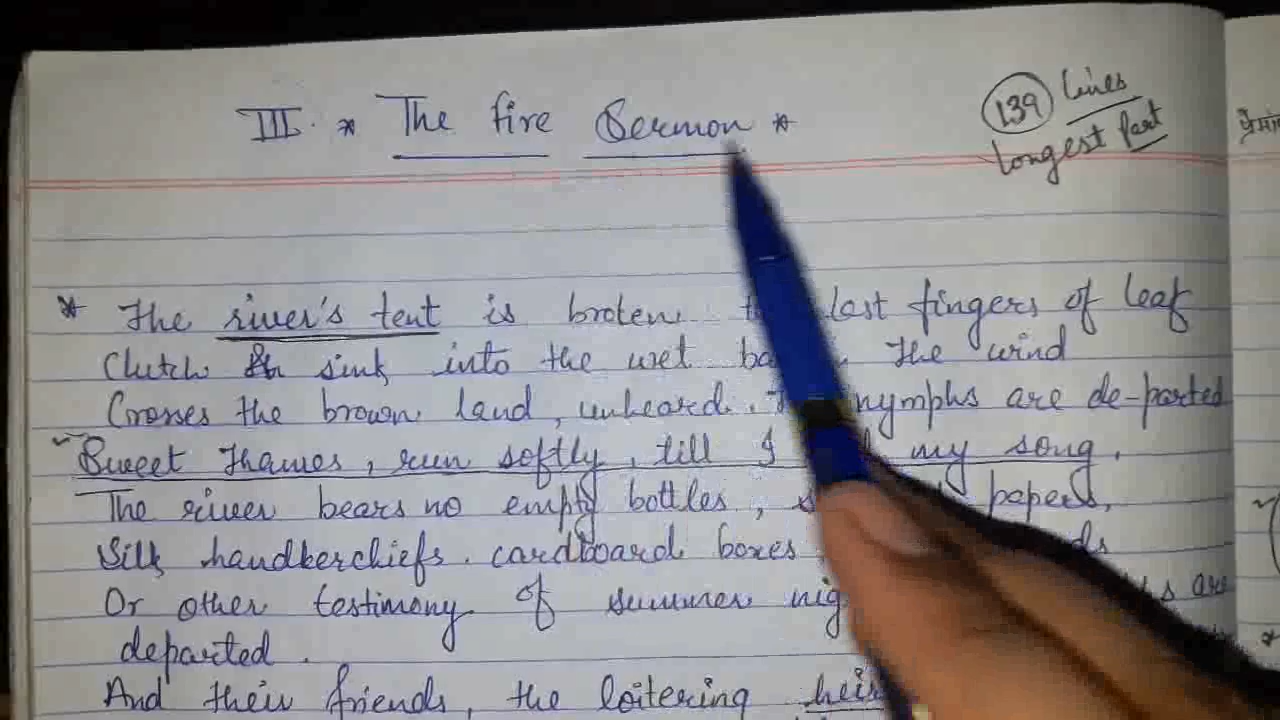 III. * The fire Sermon *
139 lines
longest Part
* The river's tent is broken last fingers of leaf
Clutch & sink into the wet The wind
Crosses the brown land, unheard. nymphs are de-parted
Sweet Thames, run softly, till I my song.
The river bears no empty bottles, papers,
Silk handkerchiefs. cardboard boxes
Or other testimony of summer are
departed.
And their friends, the loitering